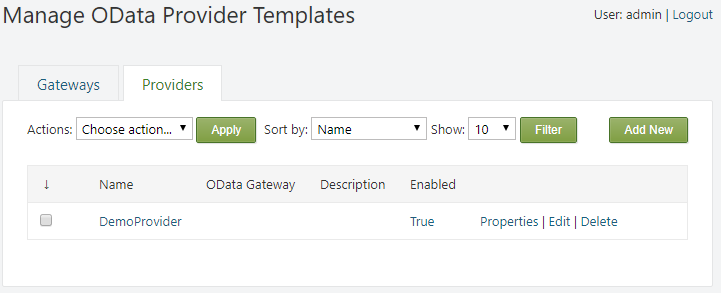 Manage OData Provider Templates
User: admin | Logout
Gateways Providers
Actions: Choose action... Apply Sort by: Name Show: 10 Filter Add New
↓ Name OData Gateway Description Enabled
DemoProvider True Properties | Edit | Delete